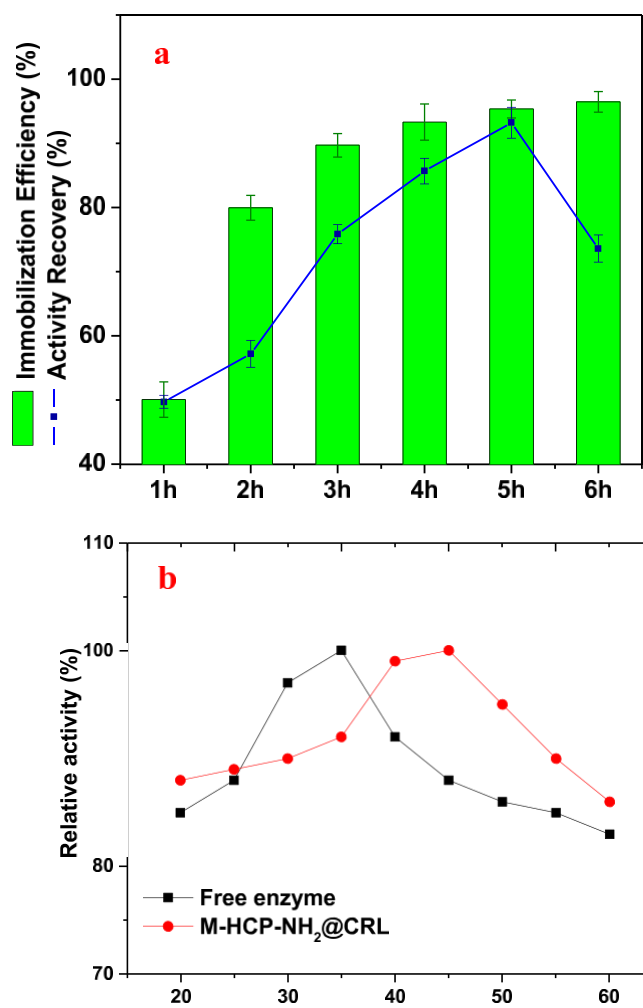 a
Immobilization Efficiency (%)
Activity Recovery (%)
100
80
60
40
1h 2h 3h 4h 5h 6h
b
110
100
80
70
Relative activity (%)
Free enzyme
M-HCP-NH₂@CRL
20 30 40 50 60